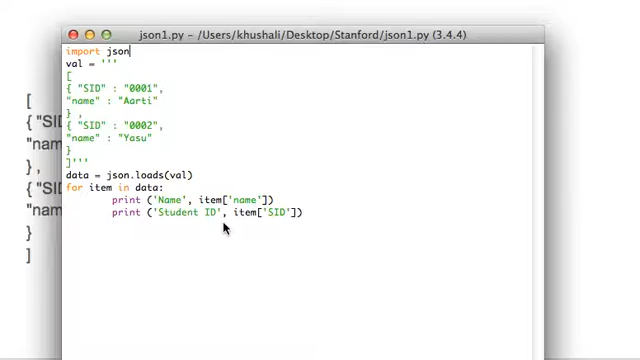 json1.py - /Users/khushali/Desktop/Stanford/json1.py (3.4.4)
import json
val = '''
[
{ "SID" : "0001",
"name" : "Aarti"
} ,
{ "SID" : "0002",
"name" : "Yasu"
}
]'''
data = json.loads(val)
for item in data:
print ('Name', item['name'])
print ('Student ID', item['SID'])
[
{ "SID
"nam
} ,
{ "SID
"nam
}
]